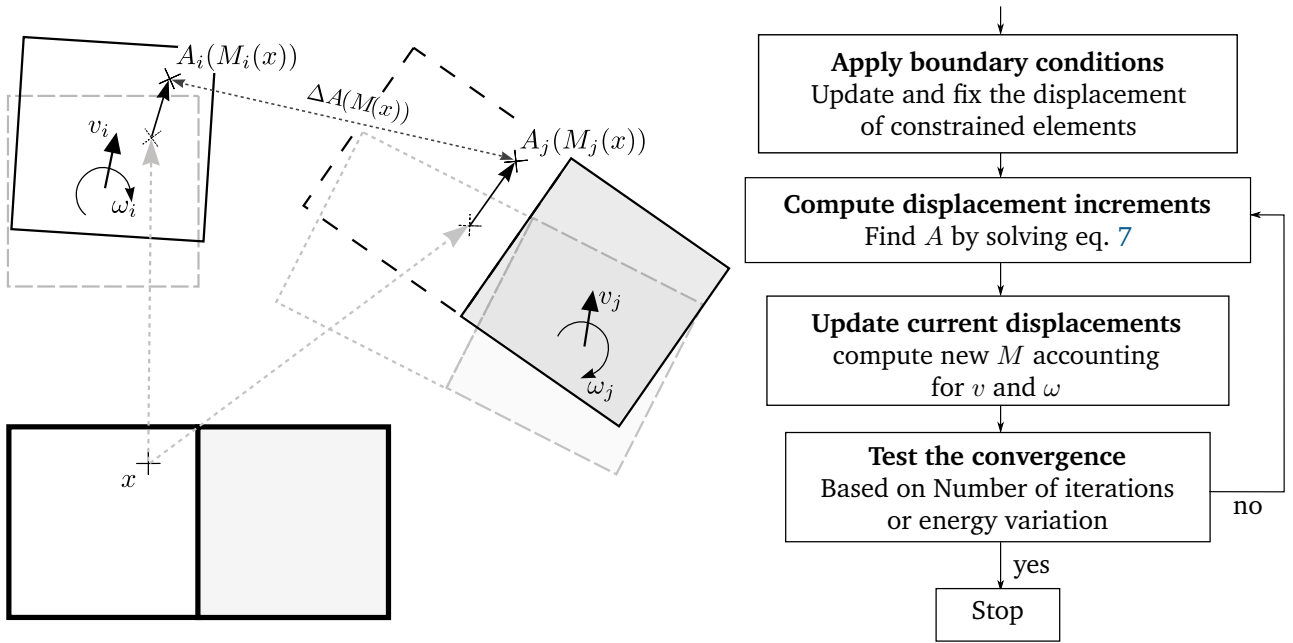 A_i(M_i(x))
ΔA(M(x))
A_j(M_j(x))
v_i
ω_i
v_j
ω_j
x
Apply boundary conditions
Update and fix the displacement
of constrained elements
Compute displacement increments
Find A by solving eq. 7
Update current displacements
compute new M accounting
for v and ω
Test the convergence
Based on Number of iterations
or energy variation
no
yes
Stop